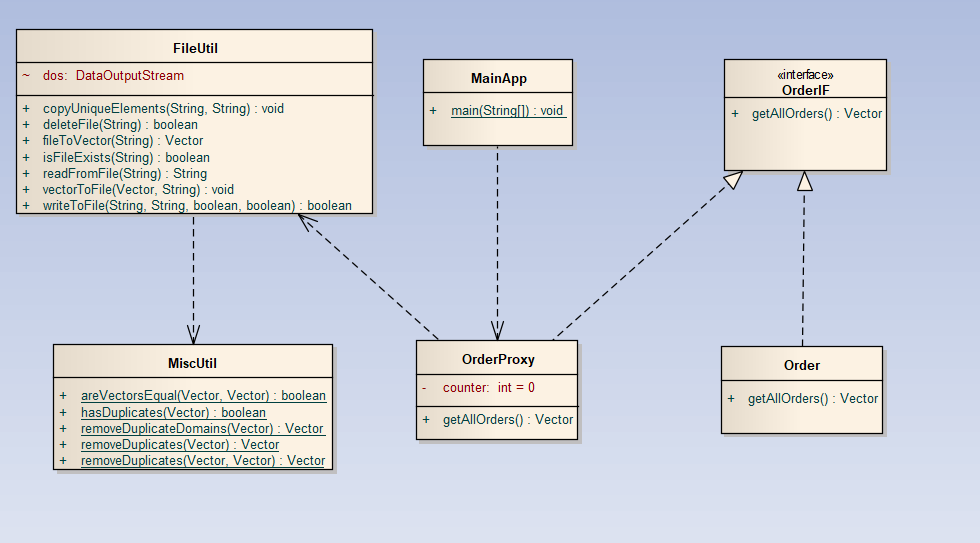 FileUtil
~ dos: DataOutputStream
+ copyUniqueElements(String, String) : void
+ deleteFile(String) : boolean
+ fileToVector(String) : Vector
+ isFileExists(String) : boolean
+ readFromFile(String) : String
+ vectorToFile(Vector, String) : void
+ writeToFile(String, String, boolean, boolean) : boolean
MainApp
+ main(String[]) : void
«interface»
OrderIF
+ getAllOrders() : Vector
MiscUtil
+ areVectorsEqual(Vector, Vector) : boolean
+ hasDuplicates(Vector) : boolean
+ removeDuplicateDomains(Vector) : Vector
+ removeDuplicates(Vector) : Vector
+ removeDuplicates(Vector, Vector) : Vector
OrderProxy
- counter: int = 0
+ getAllOrders() : Vector
Order
+ getAllOrders() : Vector